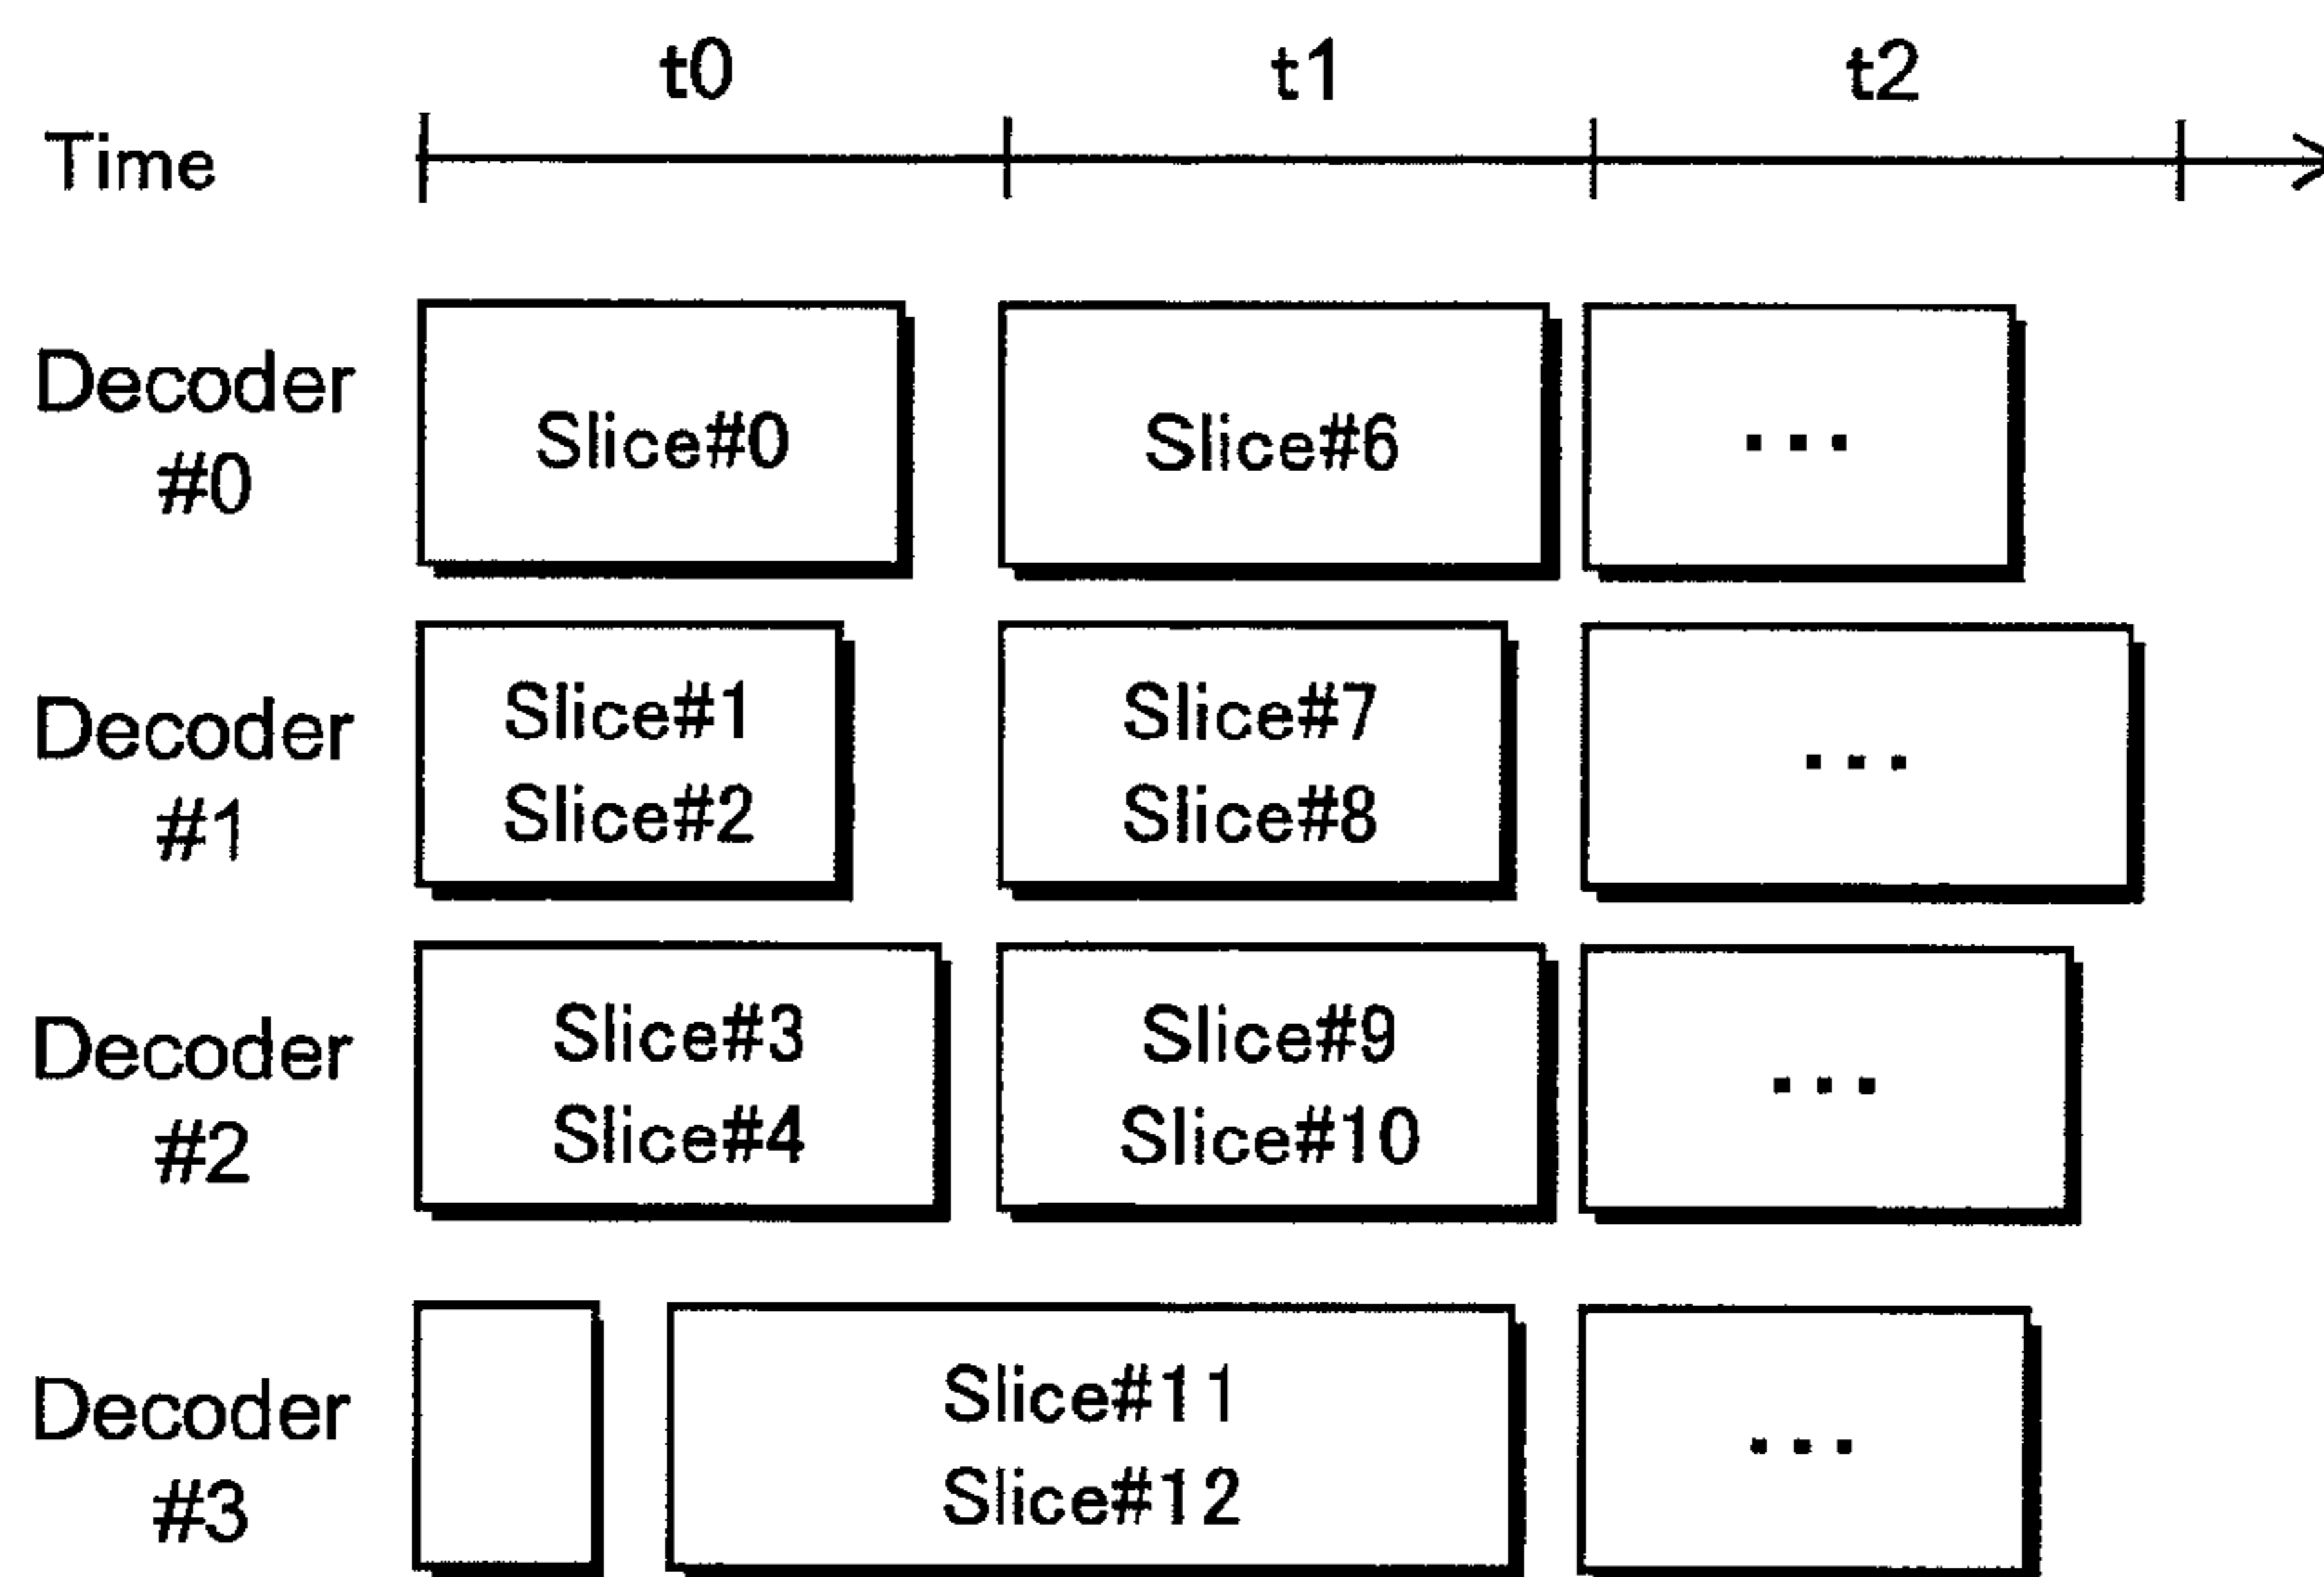 t0 t1 t2
Time
Decoder
#0
Slice#0
Slice#6
...
Decoder
#1
Slice#1
Slice#2
Slice#7
Slice#8
...
Decoder
#2
Slice#3
Slice#4
Slice#9
Slice#10
...
Decoder
#3
Slice#11
Slice#12
...